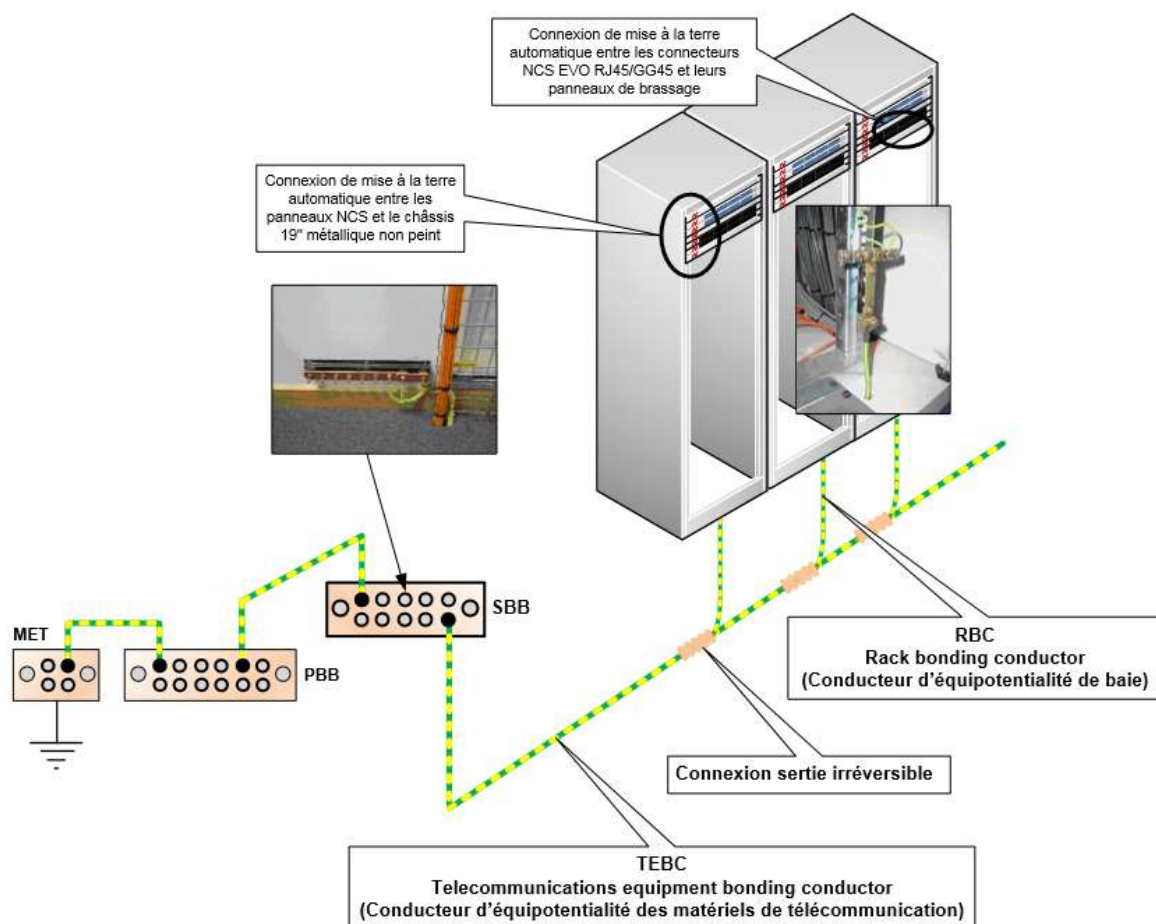 Connexion de mise à la terre
automatique entre les connecteurs
NCS EVO RJ45/GG45 et leurs
panneaux de brassage
Connexion de mise à la terre
automatique entre les
panneaux NCS et le châssis
19" métallique non peint
SBB
MET
PBB
RBC
Rack bonding conductor
(Conducteur d'équipotentialité de baie)
Connexion sertie irréversible
TEBC
Telecommunications equipment bonding conductor
(Conducteur d'équipotentialité des matériels de télécommunication)